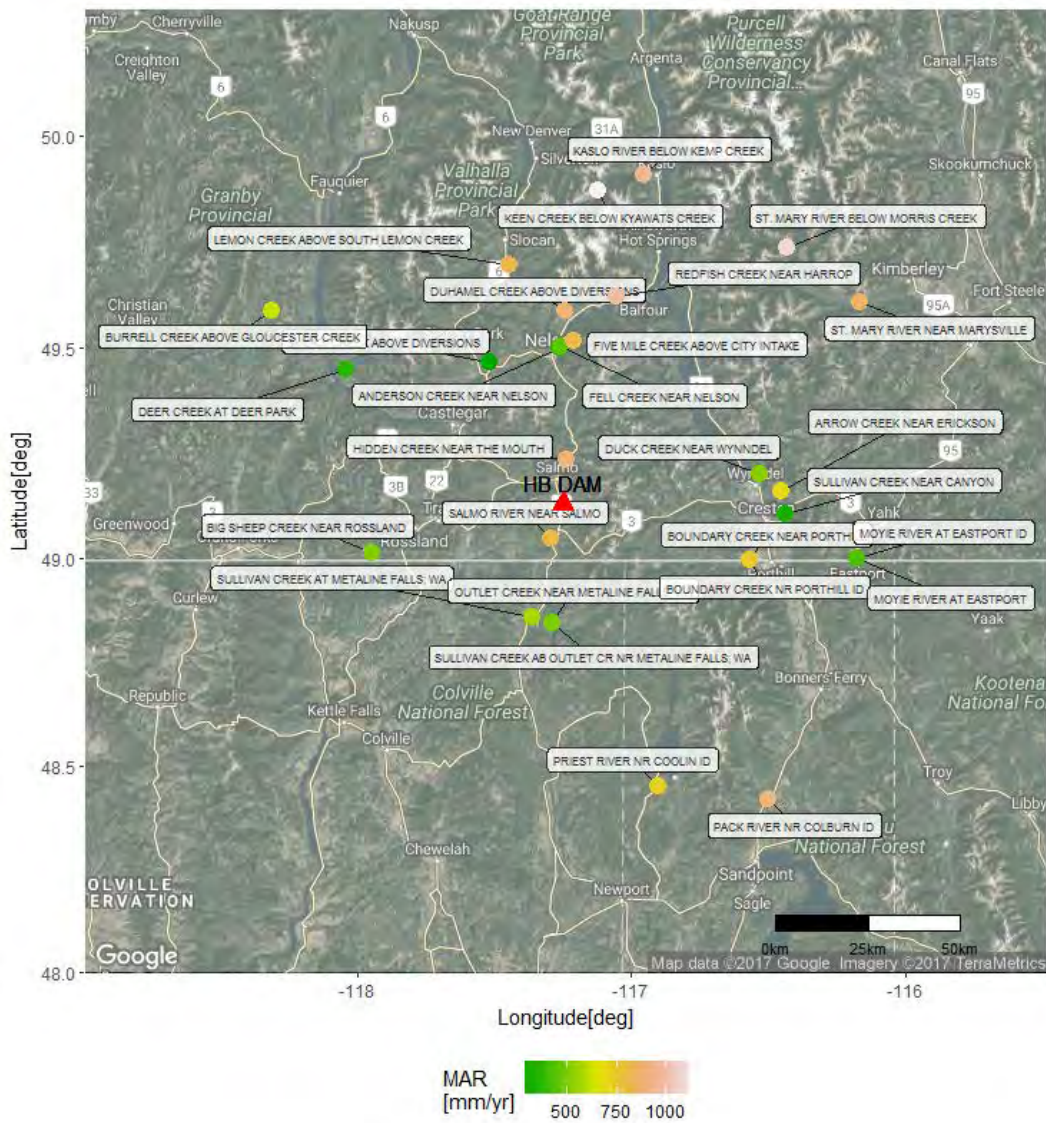 Cherryville
Nakusp
Goat Range
Provincial
Park
Purcell
Wilderness
Conservancy
Provincial...
Creighton
Valley
Argenta
Canal Flats
6
95
6
50.0
New Denver
31A
KASLO RIVER BELOW KEMP CREEK
Skookumchuck
Fauquier
Valhalla
Provincial
Park
Granby
Provincial
KEEN CREEK BELOW KYAWATS CREEK
ST. MARY RIVER BELOW MORRIS CREEK
LEMON CREEK ABOVE SOUTH LEMON CREEK
Slocan
Hot Springs
6
REDFISH CREEK NEAR HARROP
Kimberley
DUHAMEL CREEK ABOVE DIVERSIONS
Fort Steele
Christian
Valley
Balfour
95A
BURRELL CREEK ABOVE GLOUCESTER CREEK
ABOVE DIVERSIONS
FIVE MILE CREEK ABOVE CITY INTAKE
ST. MARY RIVER NEAR MARYSVILLE
49.5
DEER CREEK AT DEER PARK
ANDERSON CREEK NEAR NELSON
FELL CREEK NEAR NELSON
Castlegar
ARROW CREEK NEAR ERICKSON
HIDDEN CREEK NEAR THE MOUTH
DUCK CREEK NEAR WYNNDEL
95
Salmo
33
3B
22
HB DAM
SULLIVAN CREEK NEAR CANYON
Creston
3
Yahk
Greenwood
3
SALMO RIVER NEAR SALMO
3
BIG SHEEP CREEK NEAR ROSSLAND
Rossland
BOUNDARY CREEK NEAR PORTHILL
MOYIE RIVER AT EASTPORT ID
49.0
Porthill
Eastport
SULLIVAN CREEK AT METALINE FALLS, WA
OUTLET CREEK NEAR METALINE FALLS
BOUNDARY CREEK NR PORTHILL ID
MOYIE RIVER AT EASTPORT
Curlew
Yaak
SULLIVAN CREEK AB OUTLET CR NR METALINE FALLS, WA
Republic
Colville
National Forest
Bonners Ferry
Kettle Falls
Colville
PRIEST RIVER NR COOLIN ID
48.5
Troy
Libby
PACK RIVER NR COLBURN ID
National Forest
Chewelah
Sandpoint
Newport
Sagle
OLVILLE
ERVATION
Google
0km
25km
50km
Map data ©2017 Google Imagery ©2017 TerraMetrics
48.0
-118
-117
-116
Latitude[deg]
Longitude[deg]
MAR
[mm/yr]
500
750
1000